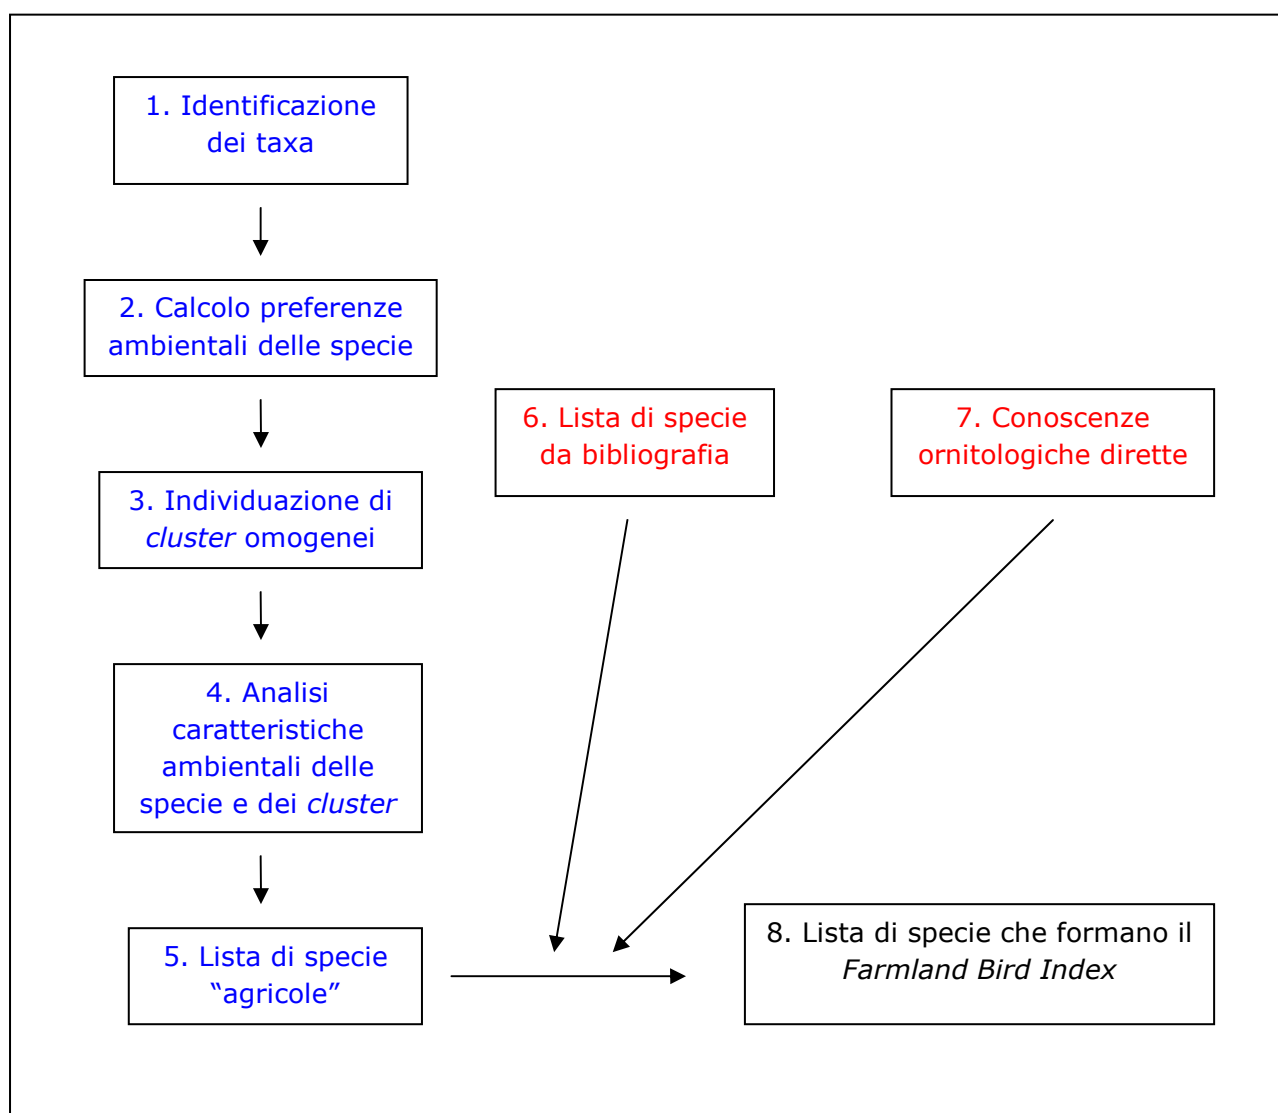 1. Identificazione
dei taxa
2. Calcolo preferenze
ambientali delle specie
3. Individuazione di
cluster omogenei
4. Analisi
caratteristiche
ambientali delle
specie e dei cluster
5. Lista di specie
“agricole”
6. Lista di specie
da bibliografia
7. Conoscenze
ornitologiche dirette
8. Lista di specie che formano il
Farmland Bird Index